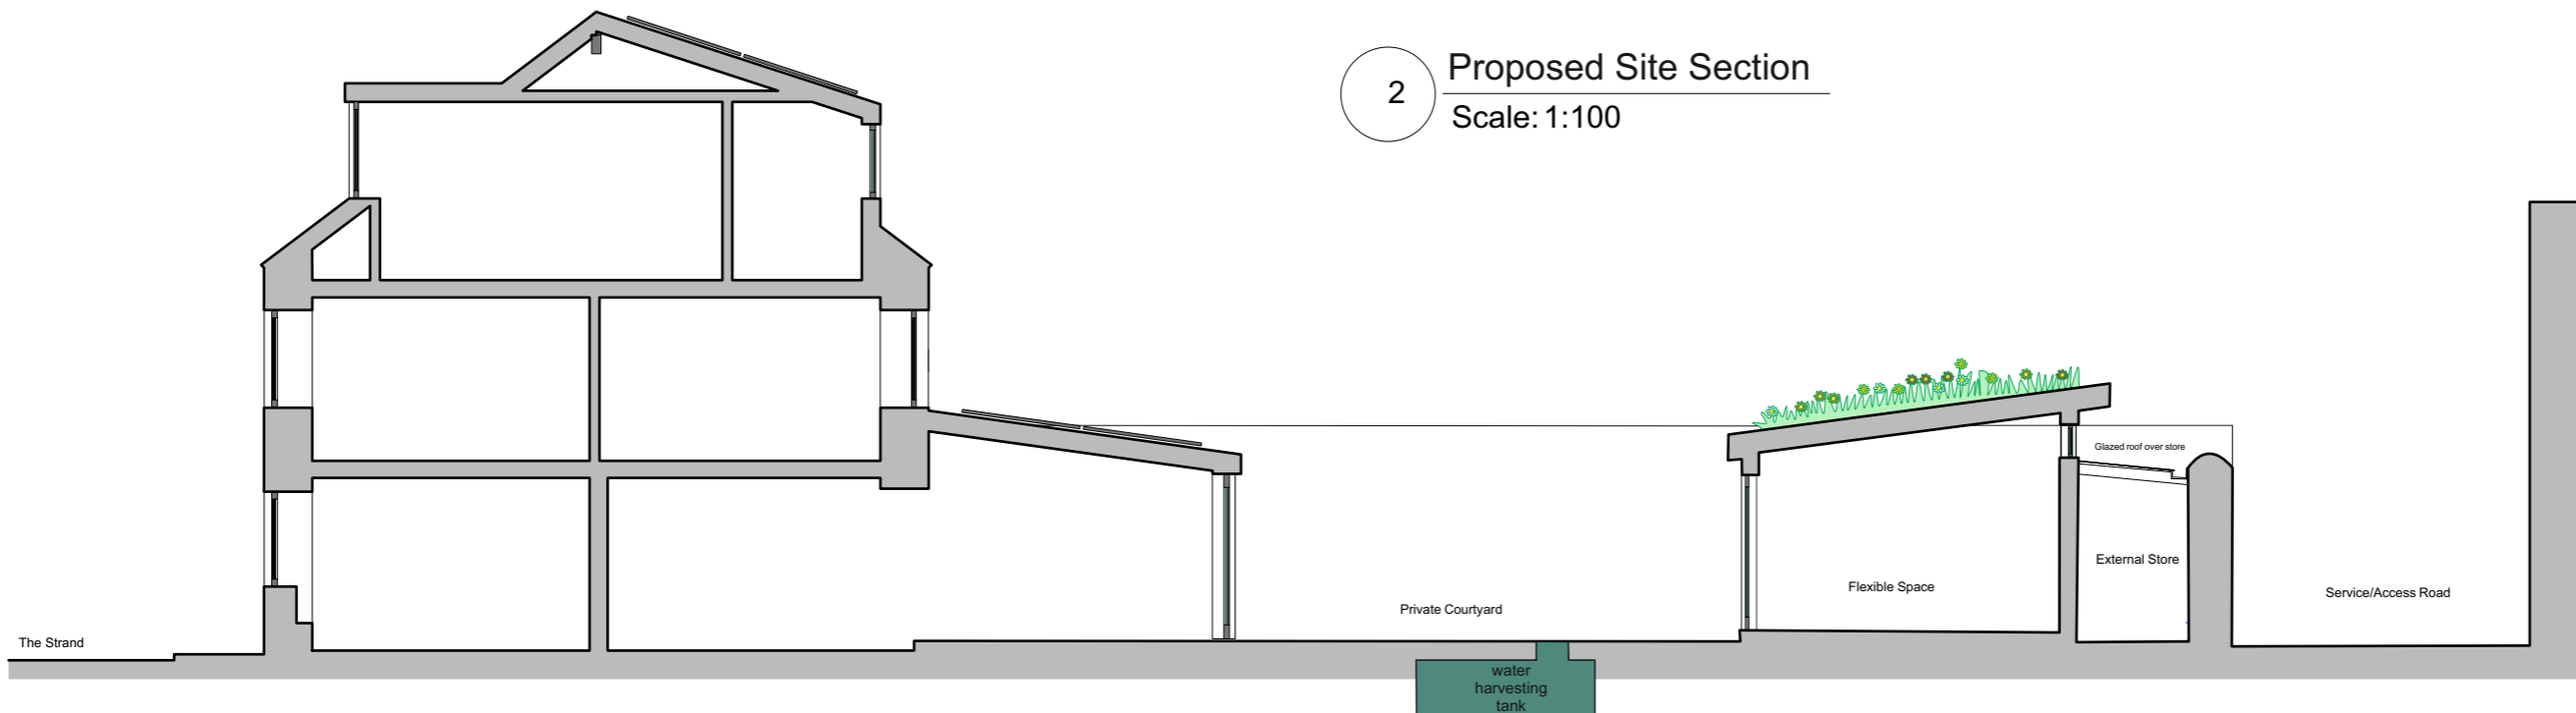 2
Proposed Site Section
Scale: 1:100
Glazed roof over store
External Store
Flexible Space
Service/Access Road
Private Courtyard
The Strand
water
harvesting
tank